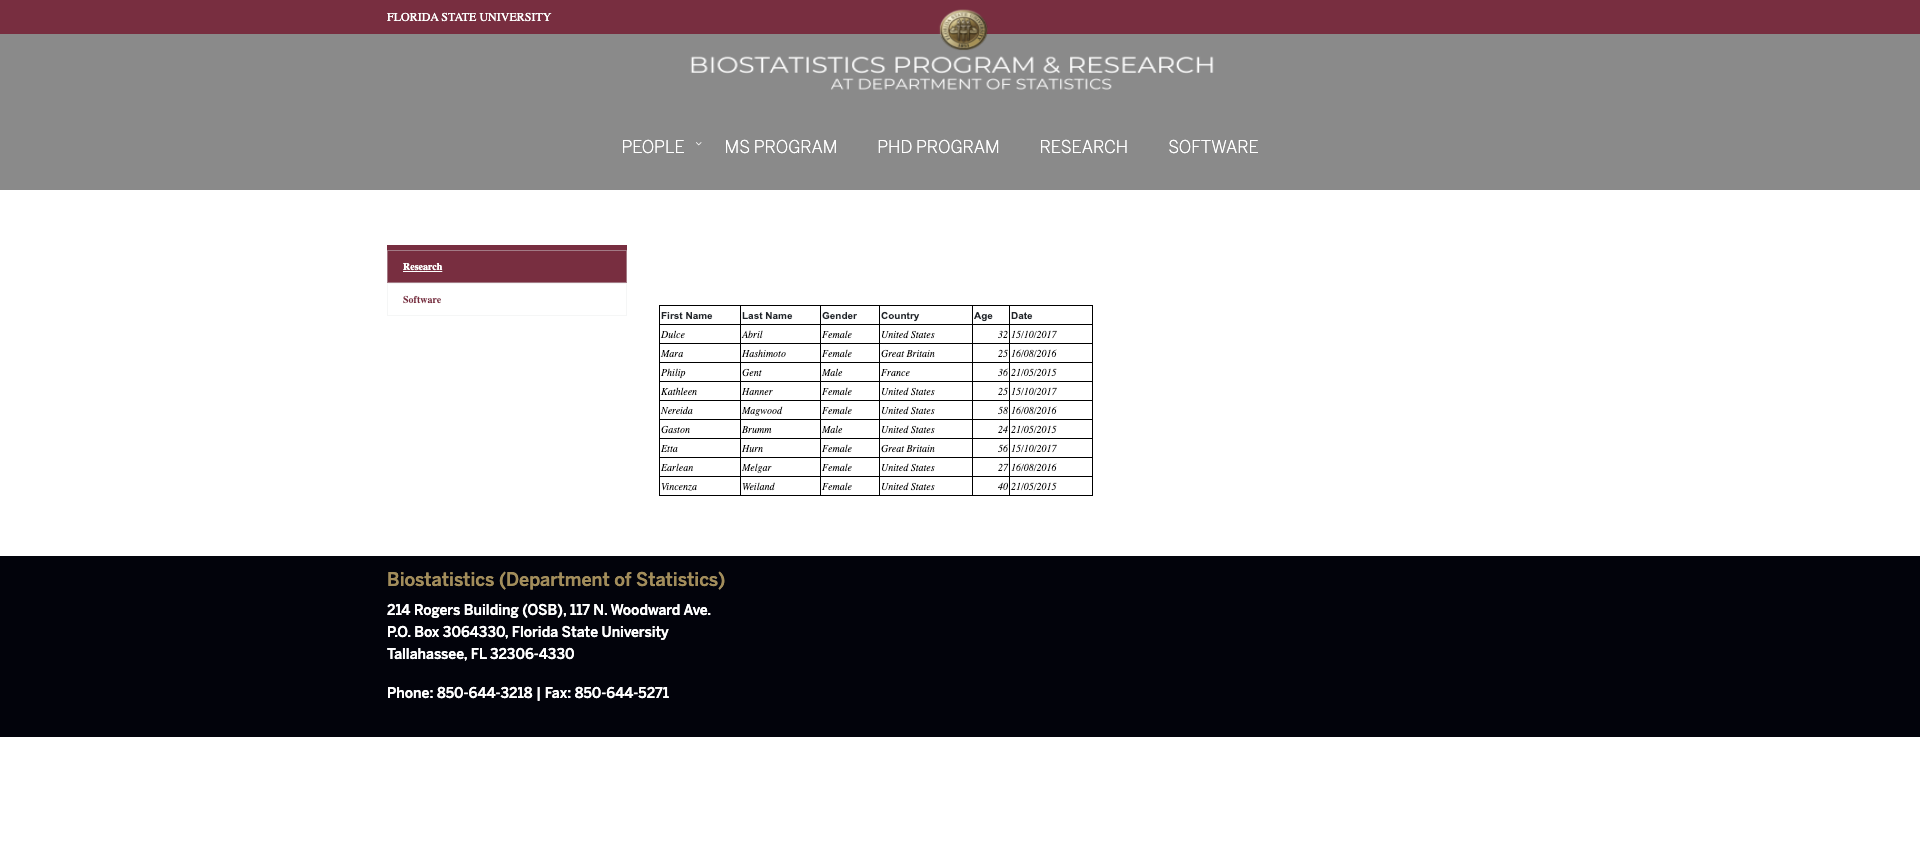 FLORIDA STATE UNIVERSITY
BIOSTATISTICS PROGRAM & RESEARCH
AT DEPARTMENT OF STATISTICS
PEOPLE MS PROGRAM PHD PROGRAM RESEARCH SOFTWARE
Research
Software
First Name Last Name Gender Country Age Date
Dulce Abril Female United States 32 15/10/2017
Mara Hashimoto Female Great Britain 25 16/08/2016
Philip Gent Male France 36 21/05/2015
Kathleen Hanner Female United States 25 15/10/2017
Nereida Magwood Female United States 58 16/08/2016
Gaston Brumm Male United States 24 21/05/2015
Etta Hurn Female Great Britain 56 15/10/2017
Earlean Melgar Female United States 27 16/08/2016
Vincenza Weiland Female United States 40 21/05/2015
Biostatistics (Department of Statistics)
214 Rogers Building (OSB), 117 N. Woodward Ave.
P.O. Box 3064330, Florida State University
Tallahassee, FL 32306-4330
Phone: 850-644-3218 | Fax: 850-644-5271